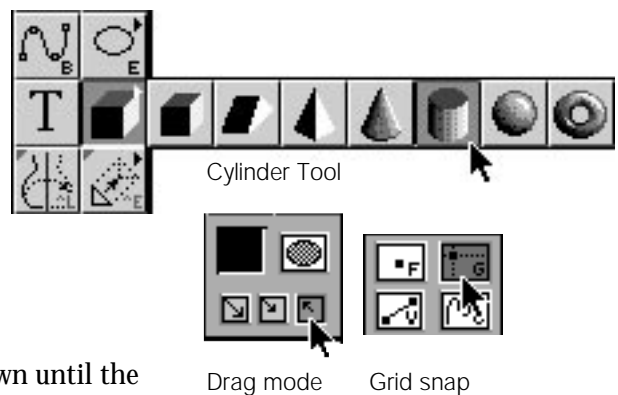 B
E
T
Cylinder Tool
L
E
F
G
wn until the
Drag mode
Grid snap